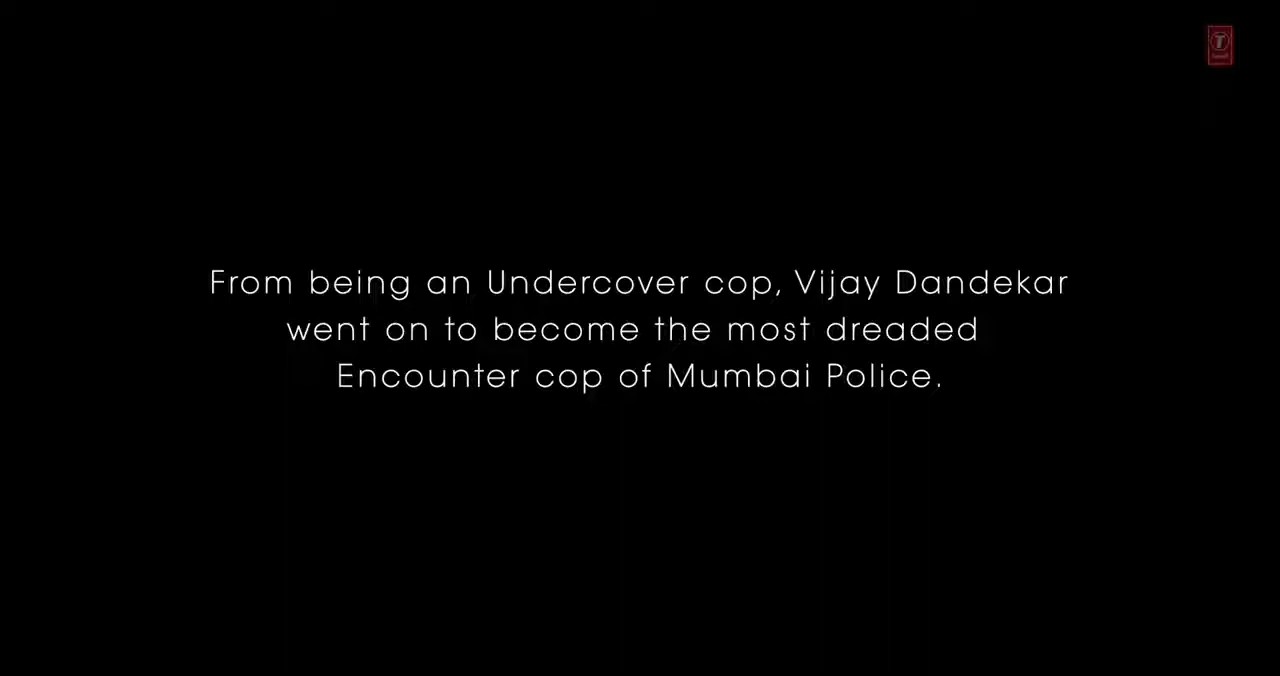 From being an Undercover cop, Vijay Dandekar
went on to become the most dreaded
Encounter cop of Mumbai Police.